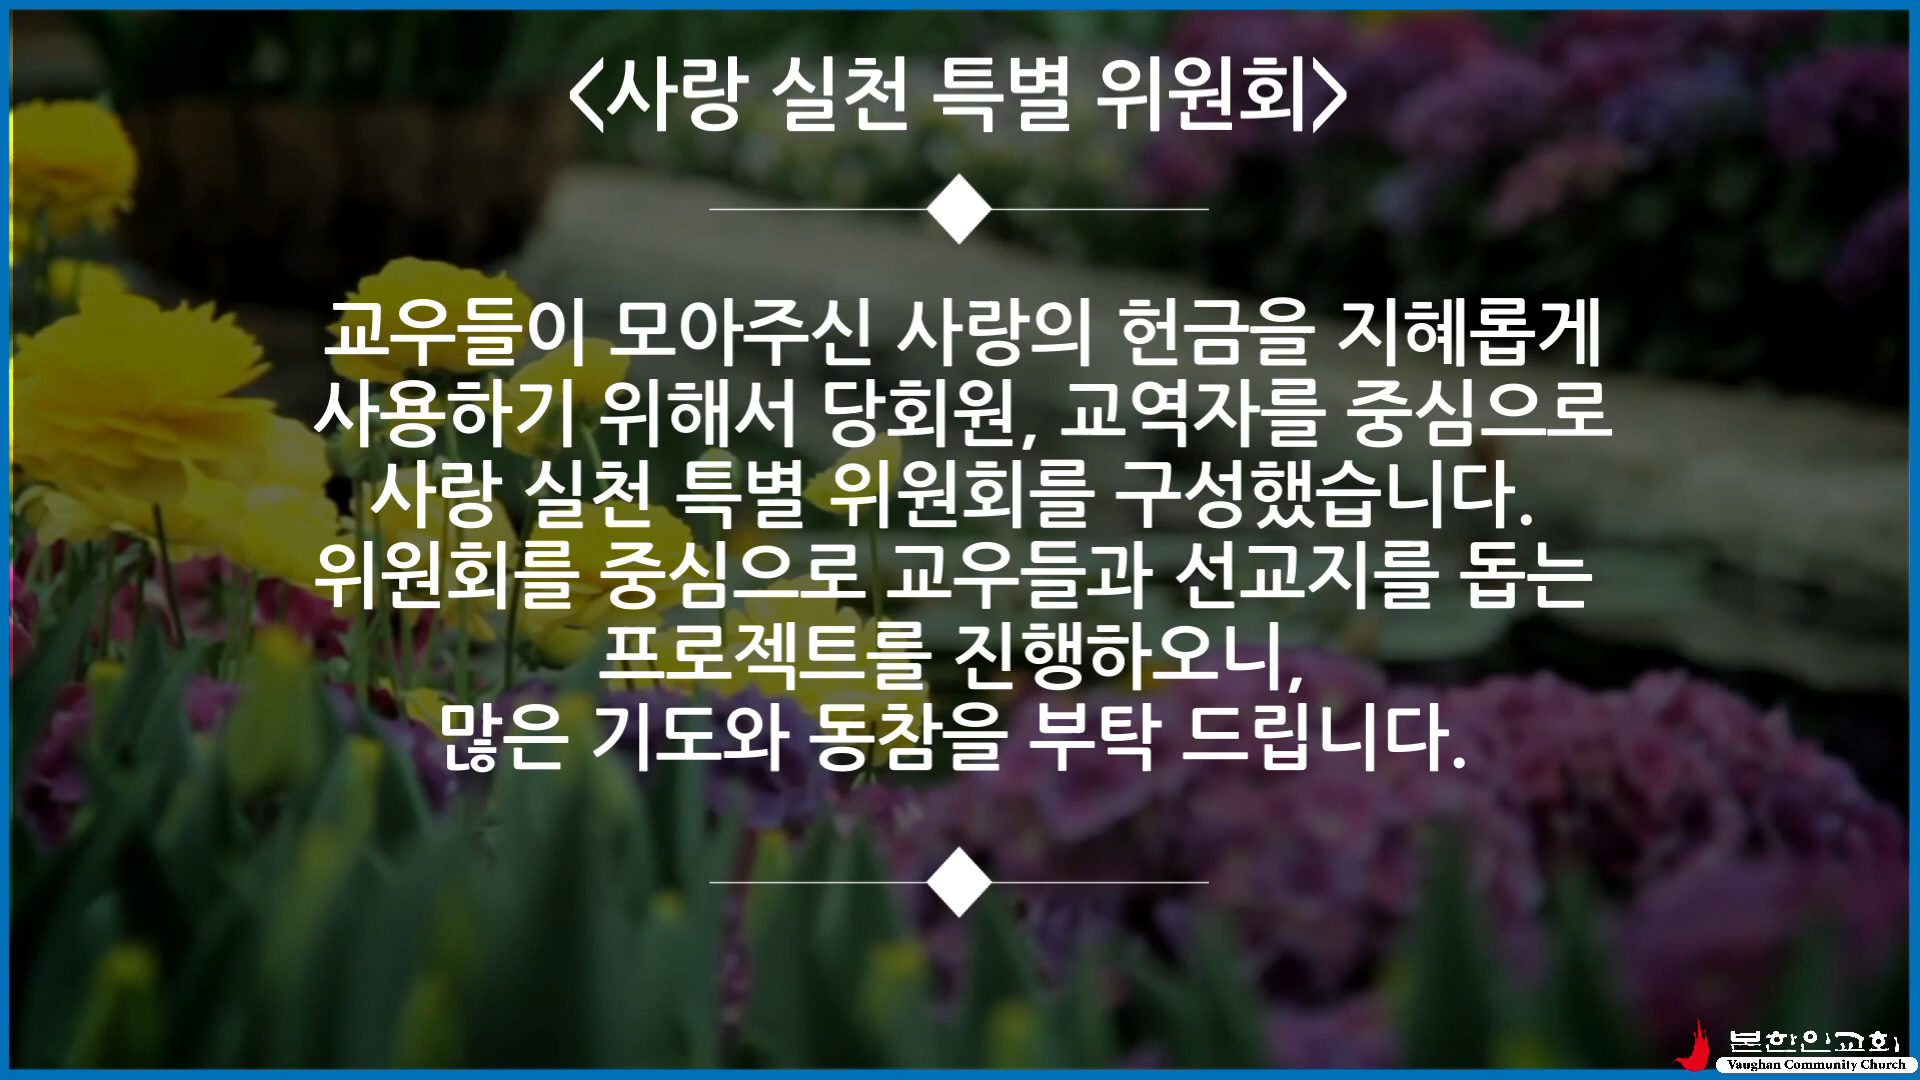 <사랑 실천 특별 위원회>
교우들이 모아주신 사랑의 헌금을 지혜롭게
사용하기 위해서 당회원, 교역자를 중심으로
사랑 실천 특별 위원회를 구성했습니다.
위원회를 중심으로 교우들과 선교지를 돕는
프로젝트를 진행하오니,
많은 기도와 동참을 부탁 드립니다.
본한인교회
Vaughan Community Church